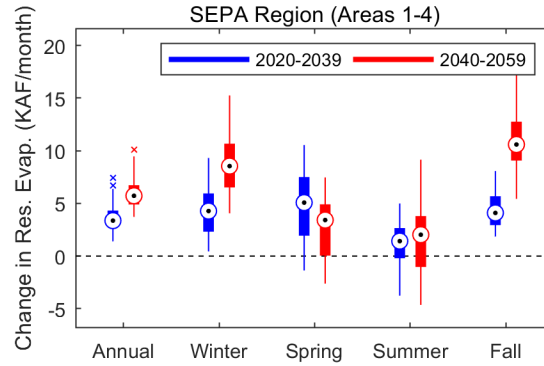 SEPA Region (Areas 1-4)
Change in Res. Evap. (KAF/month)
20
15
10
5
0
-5
2020-2039 2040-2059
Annual Winter Spring Summer Fall